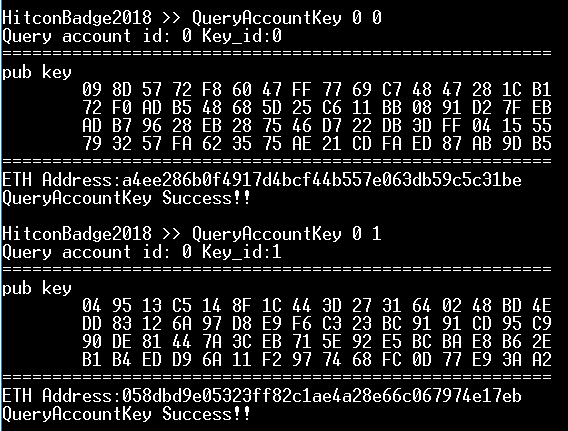 HitconBadge2018 >> QueryAccountKey 0 0
Query account id: 0 Key_id:0
==================================================
pub key
09 8D 57 72 F8 60 47 FF 77 69 C7 48 47 28 1C B1
72 F0 AD B5 48 68 5D 25 C6 11 BB 08 91 D2 7F EB
AD B7 96 28 EB 28 75 46 D7 22 DB 3D FF 04 15 55
79 32 57 FA 62 35 75 AE 21 CD FA ED 87 AB 9D B5
==================================================
ETH Address:a4ee286b0f4917d4bcf44b557e063db59c5c31be
QueryAccountKey Success!!
HitconBadge2018 >> QueryAccountKey 0 1
Query account id: 0 Key_id:1
==================================================
pub key
04 95 13 C5 14 8F 1C 44 3D 27 31 64 02 48 BD 4E
DD 83 12 6A 97 D8 E9 F6 C3 23 BC 91 91 CD 95 C9
90 DE 81 44 7A 3C EB 71 5E 92 E5 BC BA E8 B6 2E
B1 B4 ED D9 6A 11 F2 97 74 68 FC 0D 77 E9 3A A2
==================================================
ETH Address:058dbd9e05323ff82c1ae4a28e66c067974e17eb
QueryAccountKey Success!!